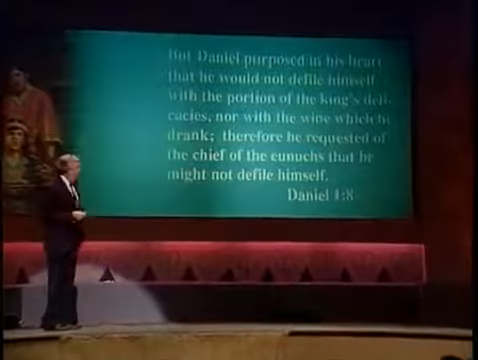 But Daniel purposed in his heart
that he would not defile himself
with the portion of the king's deli-
cacies, nor with the wine which he
drank; therefore he requested of
the chief of the eunuchs that he
might not defile himself.
Daniel 1:8